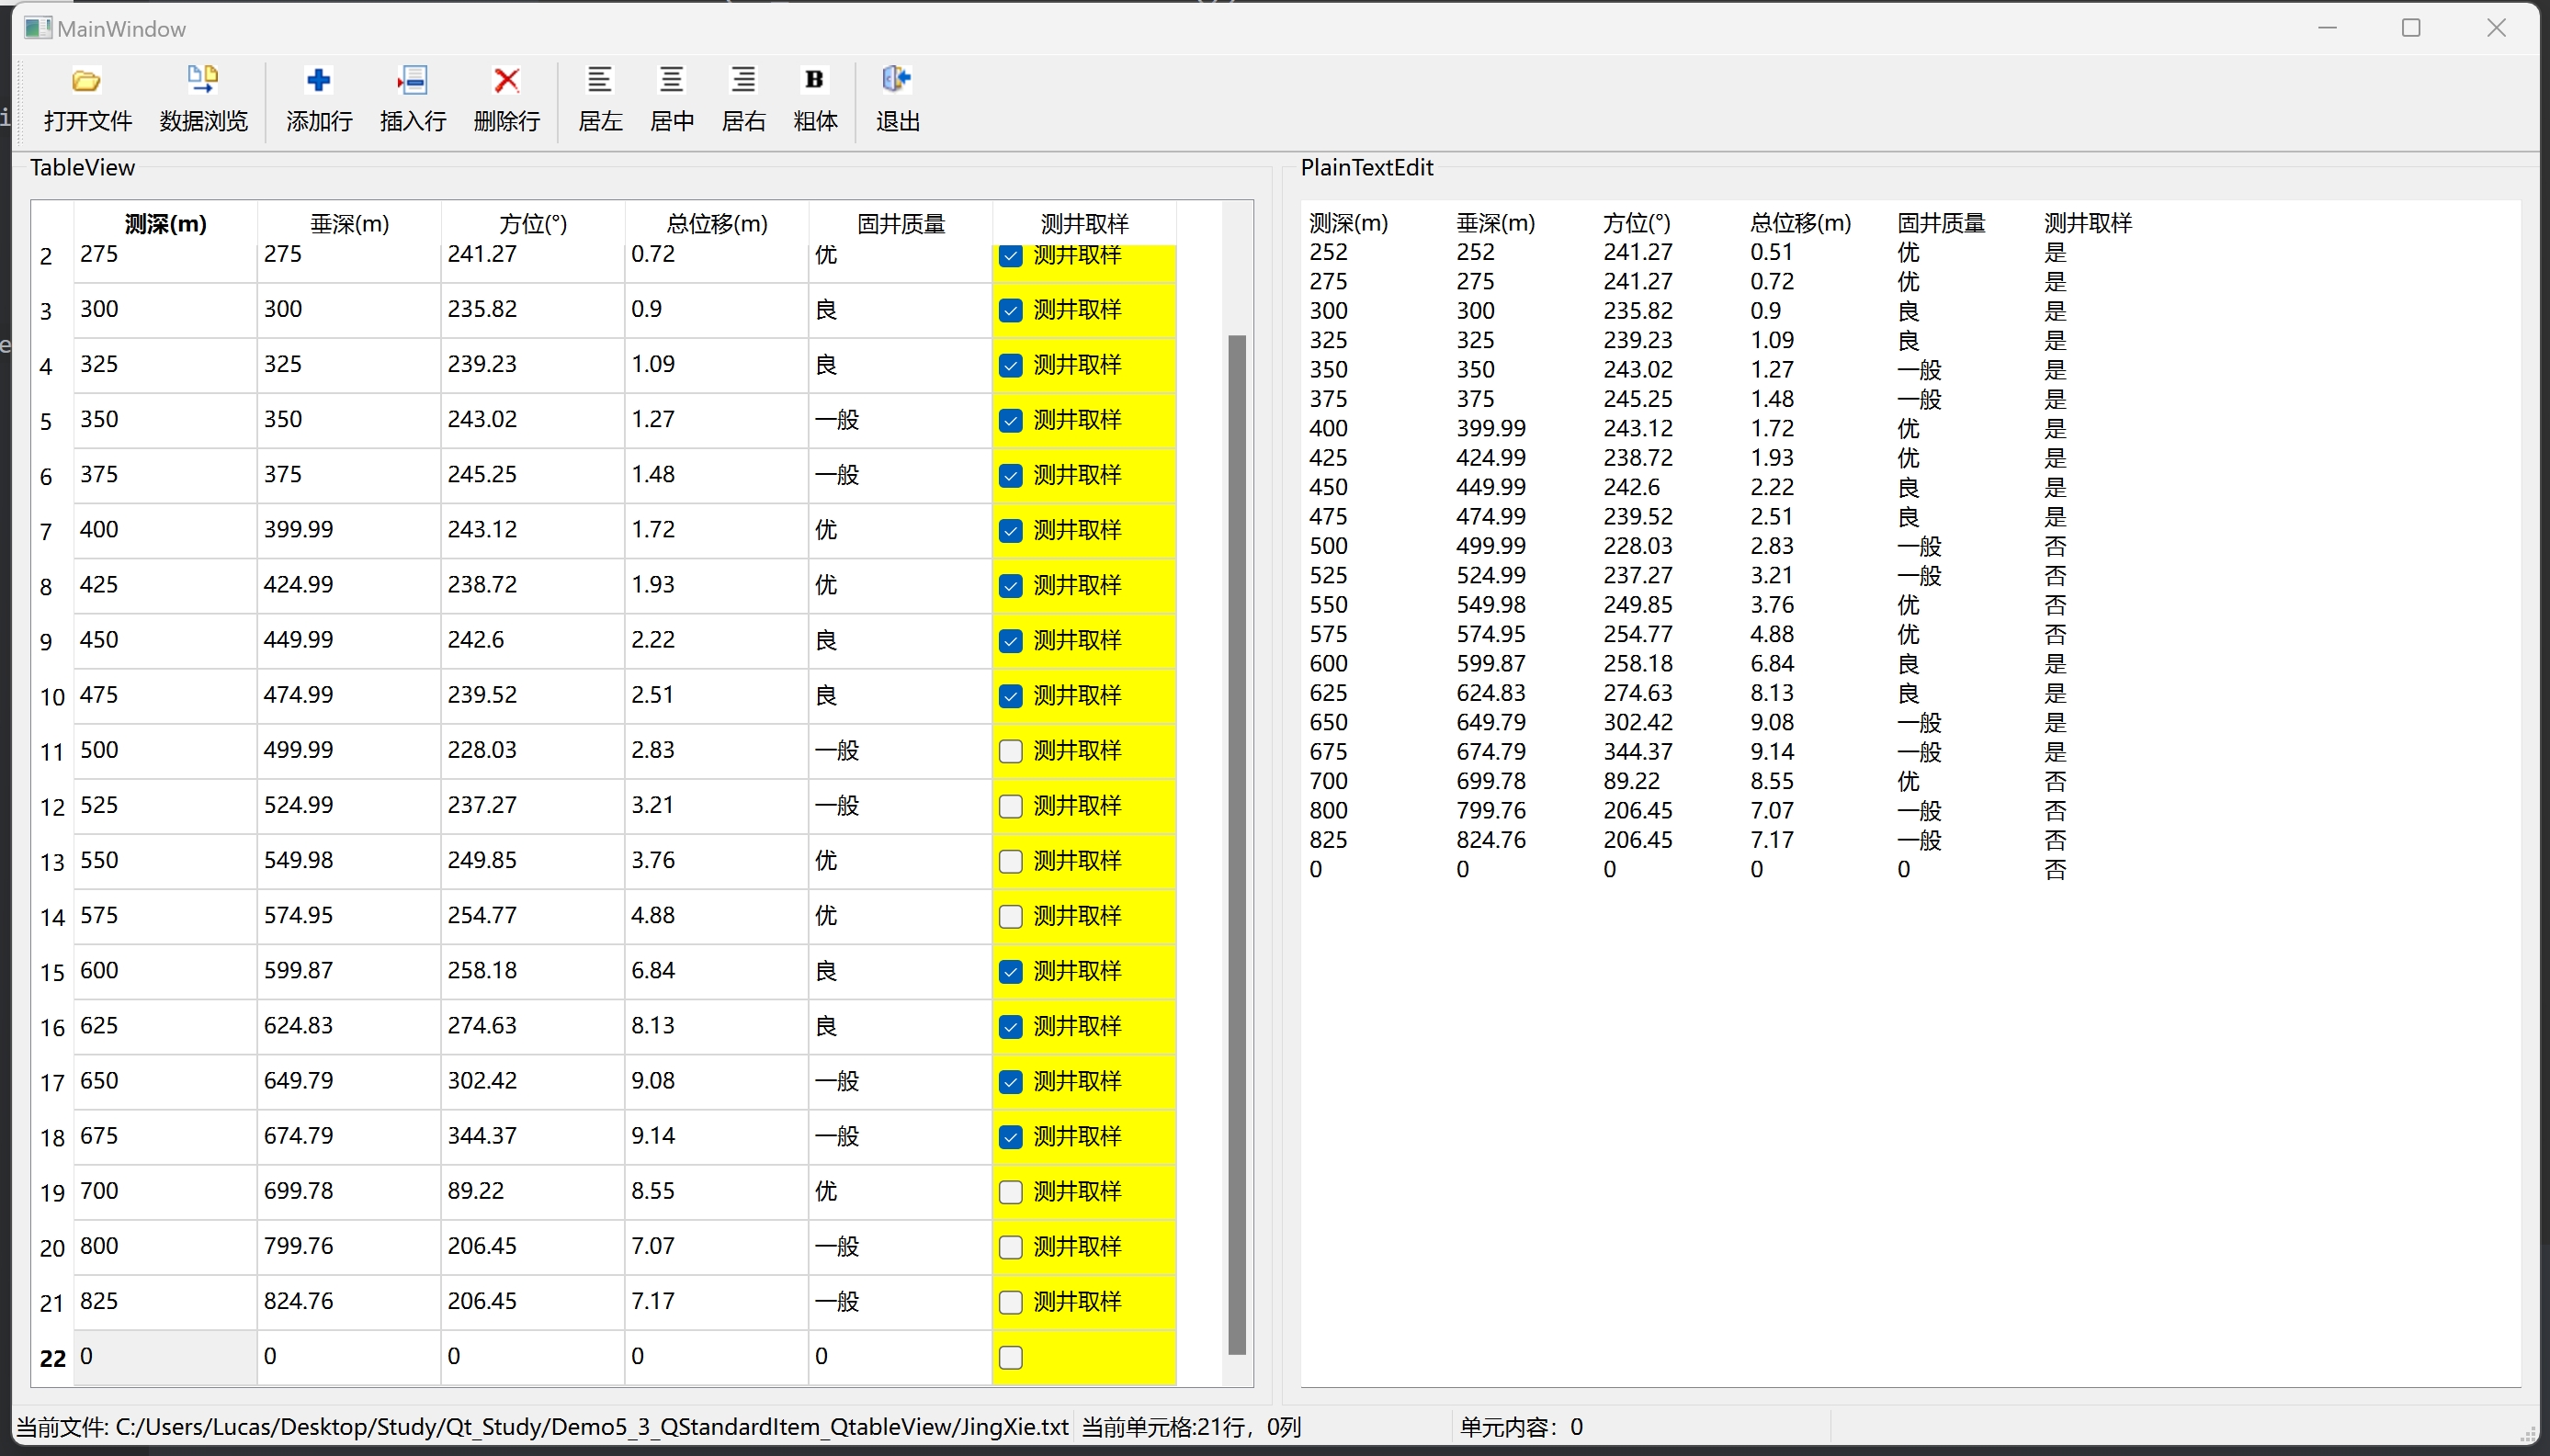 MainWindow
打开文件 数据浏览 添加行 插入行 删除行 居左 居中 居右 粗体 退出
TableView
测深(m) 垂深(m) 方位(°) 总位移(m) 固井质量 测井取样
2 275 275 241.27 0.72 优 测井取样
3 300 300 235.82 0.9 良 测井取样
4 325 325 239.23 1.09 良 测井取样
5 350 350 243.02 1.27 一般 测井取样
6 375 375 245.25 1.48 一般 测井取样
7 400 399.99 243.12 1.72 优 测井取样
8 425 424.99 238.72 1.93 优 测井取样
9 450 449.99 242.6 2.22 良 测井取样
10 475 474.99 239.52 2.51 良 测井取样
11 500 499.99 228.03 2.83 一般 测井取样
12 525 524.99 237.27 3.21 一般 测井取样
13 550 549.98 249.85 3.76 优 测井取样
14 575 574.95 254.77 4.88 优 测井取样
15 600 599.87 258.18 6.84 良 测井取样
16 625 624.83 274.63 8.13 良 测井取样
17 650 649.79 302.42 9.08 一般 测井取样
18 675 674.79 344.37 9.14 一般 测井取样
19 700 699.78 89.22 8.55 优 测井取样
20 800 799.76 206.45 7.07 一般 测井取样
21 825 824.76 206.45 7.17 一般 测井取样
22 0 0 0 0 0
PlainTextEdit
测深(m) 垂深(m) 方位(°) 总位移(m) 固井质量 测井取样
252 252 241.27 0.51 优 是
275 275 241.27 0.72 优 是
300 300 235.82 0.9 良 是
325 325 239.23 1.09 良 是
350 350 243.02 1.27 一般 是
375 375 245.25 1.48 一般 是
400 399.99 243.12 1.72 优 是
425 424.99 238.72 1.93 优 是
450 449.99 242.6 2.22 良 是
475 474.99 239.52 2.51 良 是
500 499.99 228.03 2.83 一般 否
525 524.99 237.27 3.21 一般 否
550 549.98 249.85 3.76 优 否
575 574.95 254.77 4.88 优 否
600 599.87 258.18 6.84 良 是
625 624.83 274.63 8.13 良 是
650 649.79 302.42 9.08 一般 是
675 674.79 344.37 9.14 一般 是
700 699.78 89.22 8.55 优 否
800 799.76 206.45 7.07 一般 否
825 824.76 206.45 7.17 一般 否
0 0 0 0 0 否
当前文件: C:/Users/Lucas/Desktop/Study/Qt_Study/Demo5_3_QStandardItem_QtableView/JingXie.txt 当前单元格:21行，0列 单元内容：0